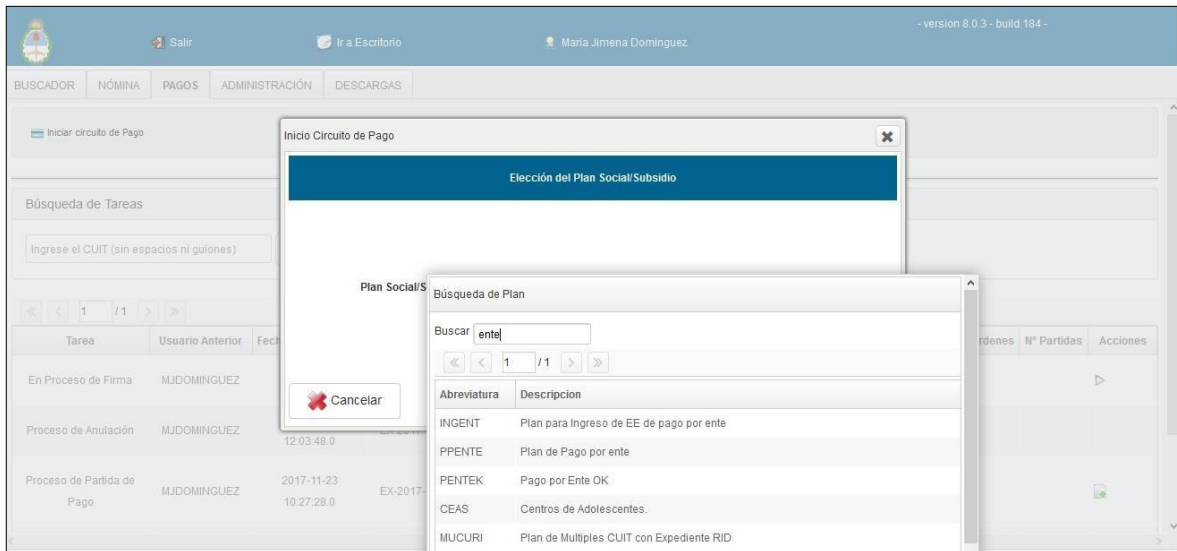 - version 8.0.3 - build.184 -
Salir
Ir a Escritorio
Maria Jimena Dominguez
BUSCADOR NÓMINA PAGOS ADMINISTRACIÓN DESCARGAS
Iniciar circuito de Pago
Inicio Circuito de Pago
Elección del Plan Social/Subsidio
Búsqueda de Tareas
Ingrese el CUIT (sin espacios ni guiones)
Plan Social/S
Búsqueda de Plan
Buscar ente
1 / 1
1 / 1
Tarea Usuario Anterior Fech rdenes N° Partidas Acciones
Abreviatura Descripcion
En Proceso de Firma MJDOMINGUEZ
Cancelar
INGENT Plan para Ingreso de EE de pago por ente
Proceso de Anulación MJDOMINGUEZ
12:03:48.0
PPENTE Plan de Pago por ente
PENTEK Pago por Ente OK
Proceso de Partida de
Pago
MJDOMINGUEZ
2017-11-23
10:27:28.0
EX-2017-
CEAS Centros de Adolescentes.
MUCURI Plan de Multiples CUIT con Expediente RID